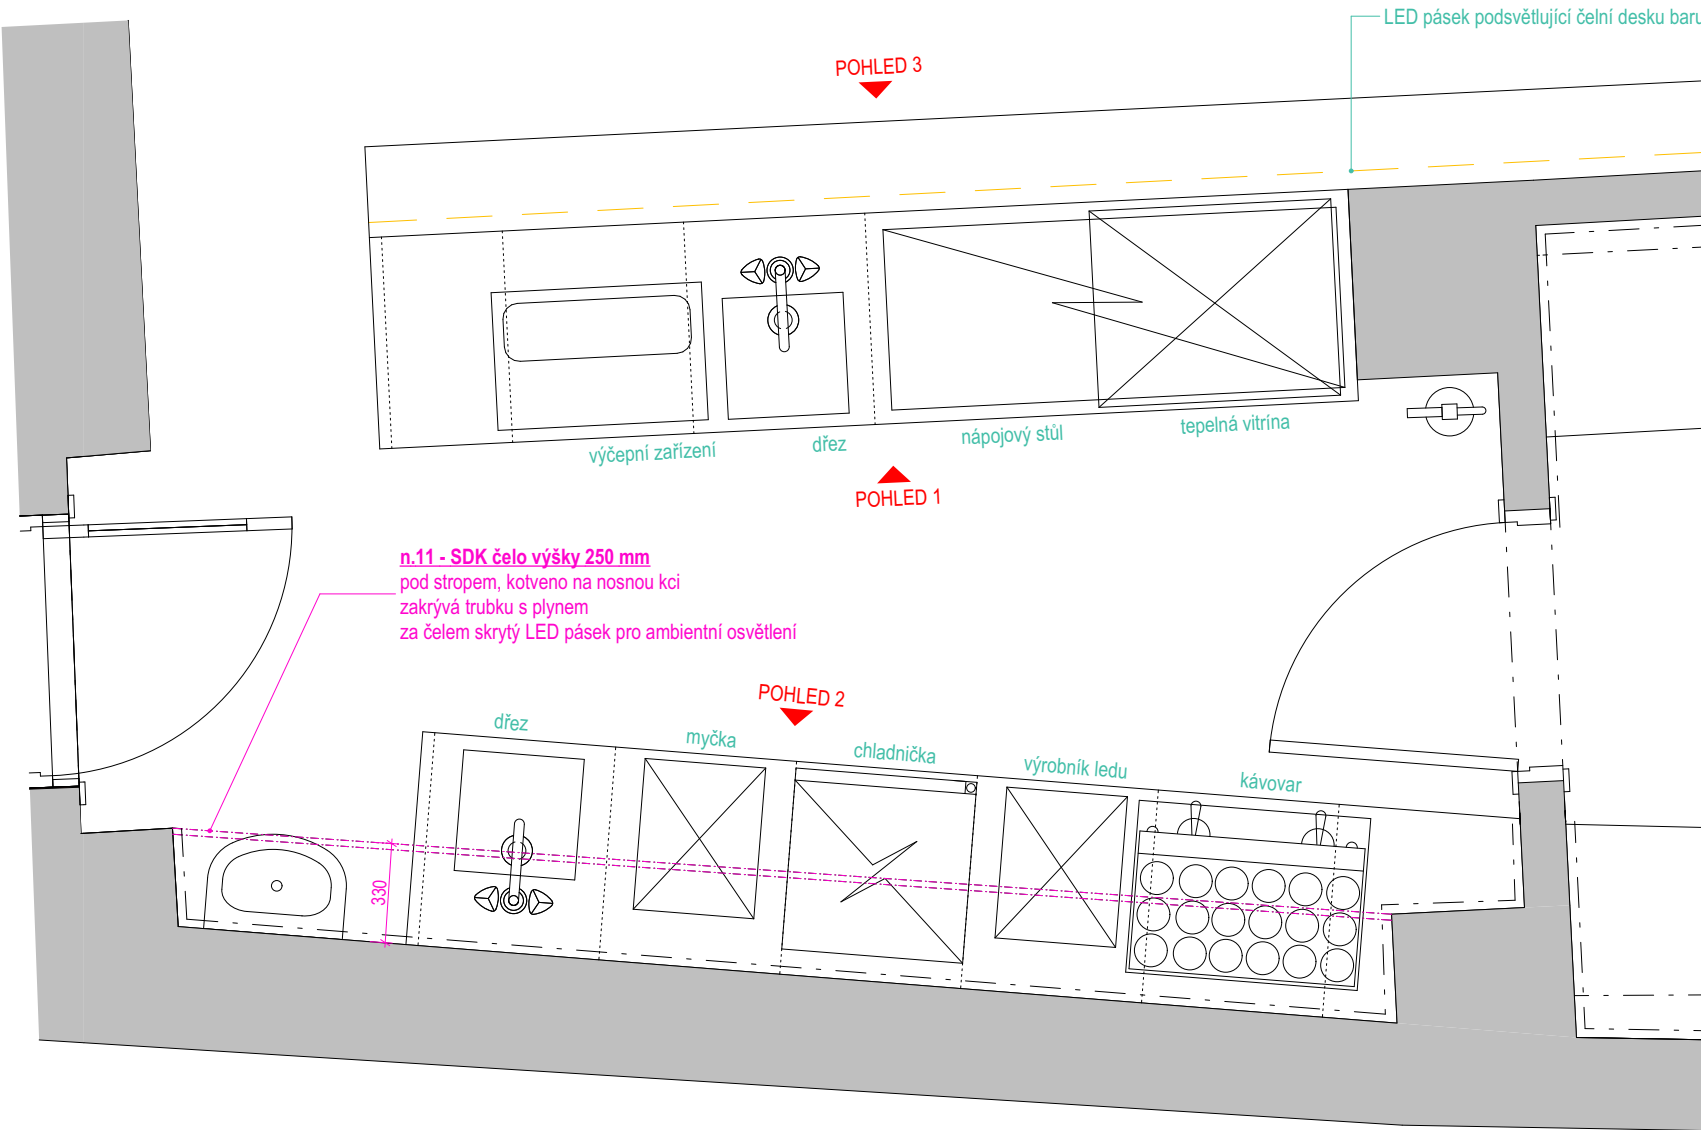 LED pásek podsvětlující čelní desku baru
POHLED 3
výčepní zařízení
dřez
nápojový stůl
tepelná vitrína
POHLED 1
n.11 - SDK čelo výšky 250 mm
pod stropem, kotveno na nosnou kci
zakrývá trubku s plynem
za čelem skrytý LED pásek pro ambientní osvětlení
POHLED 2
dřez
myčka
chladnička
výrobník ledu
kávovar
330